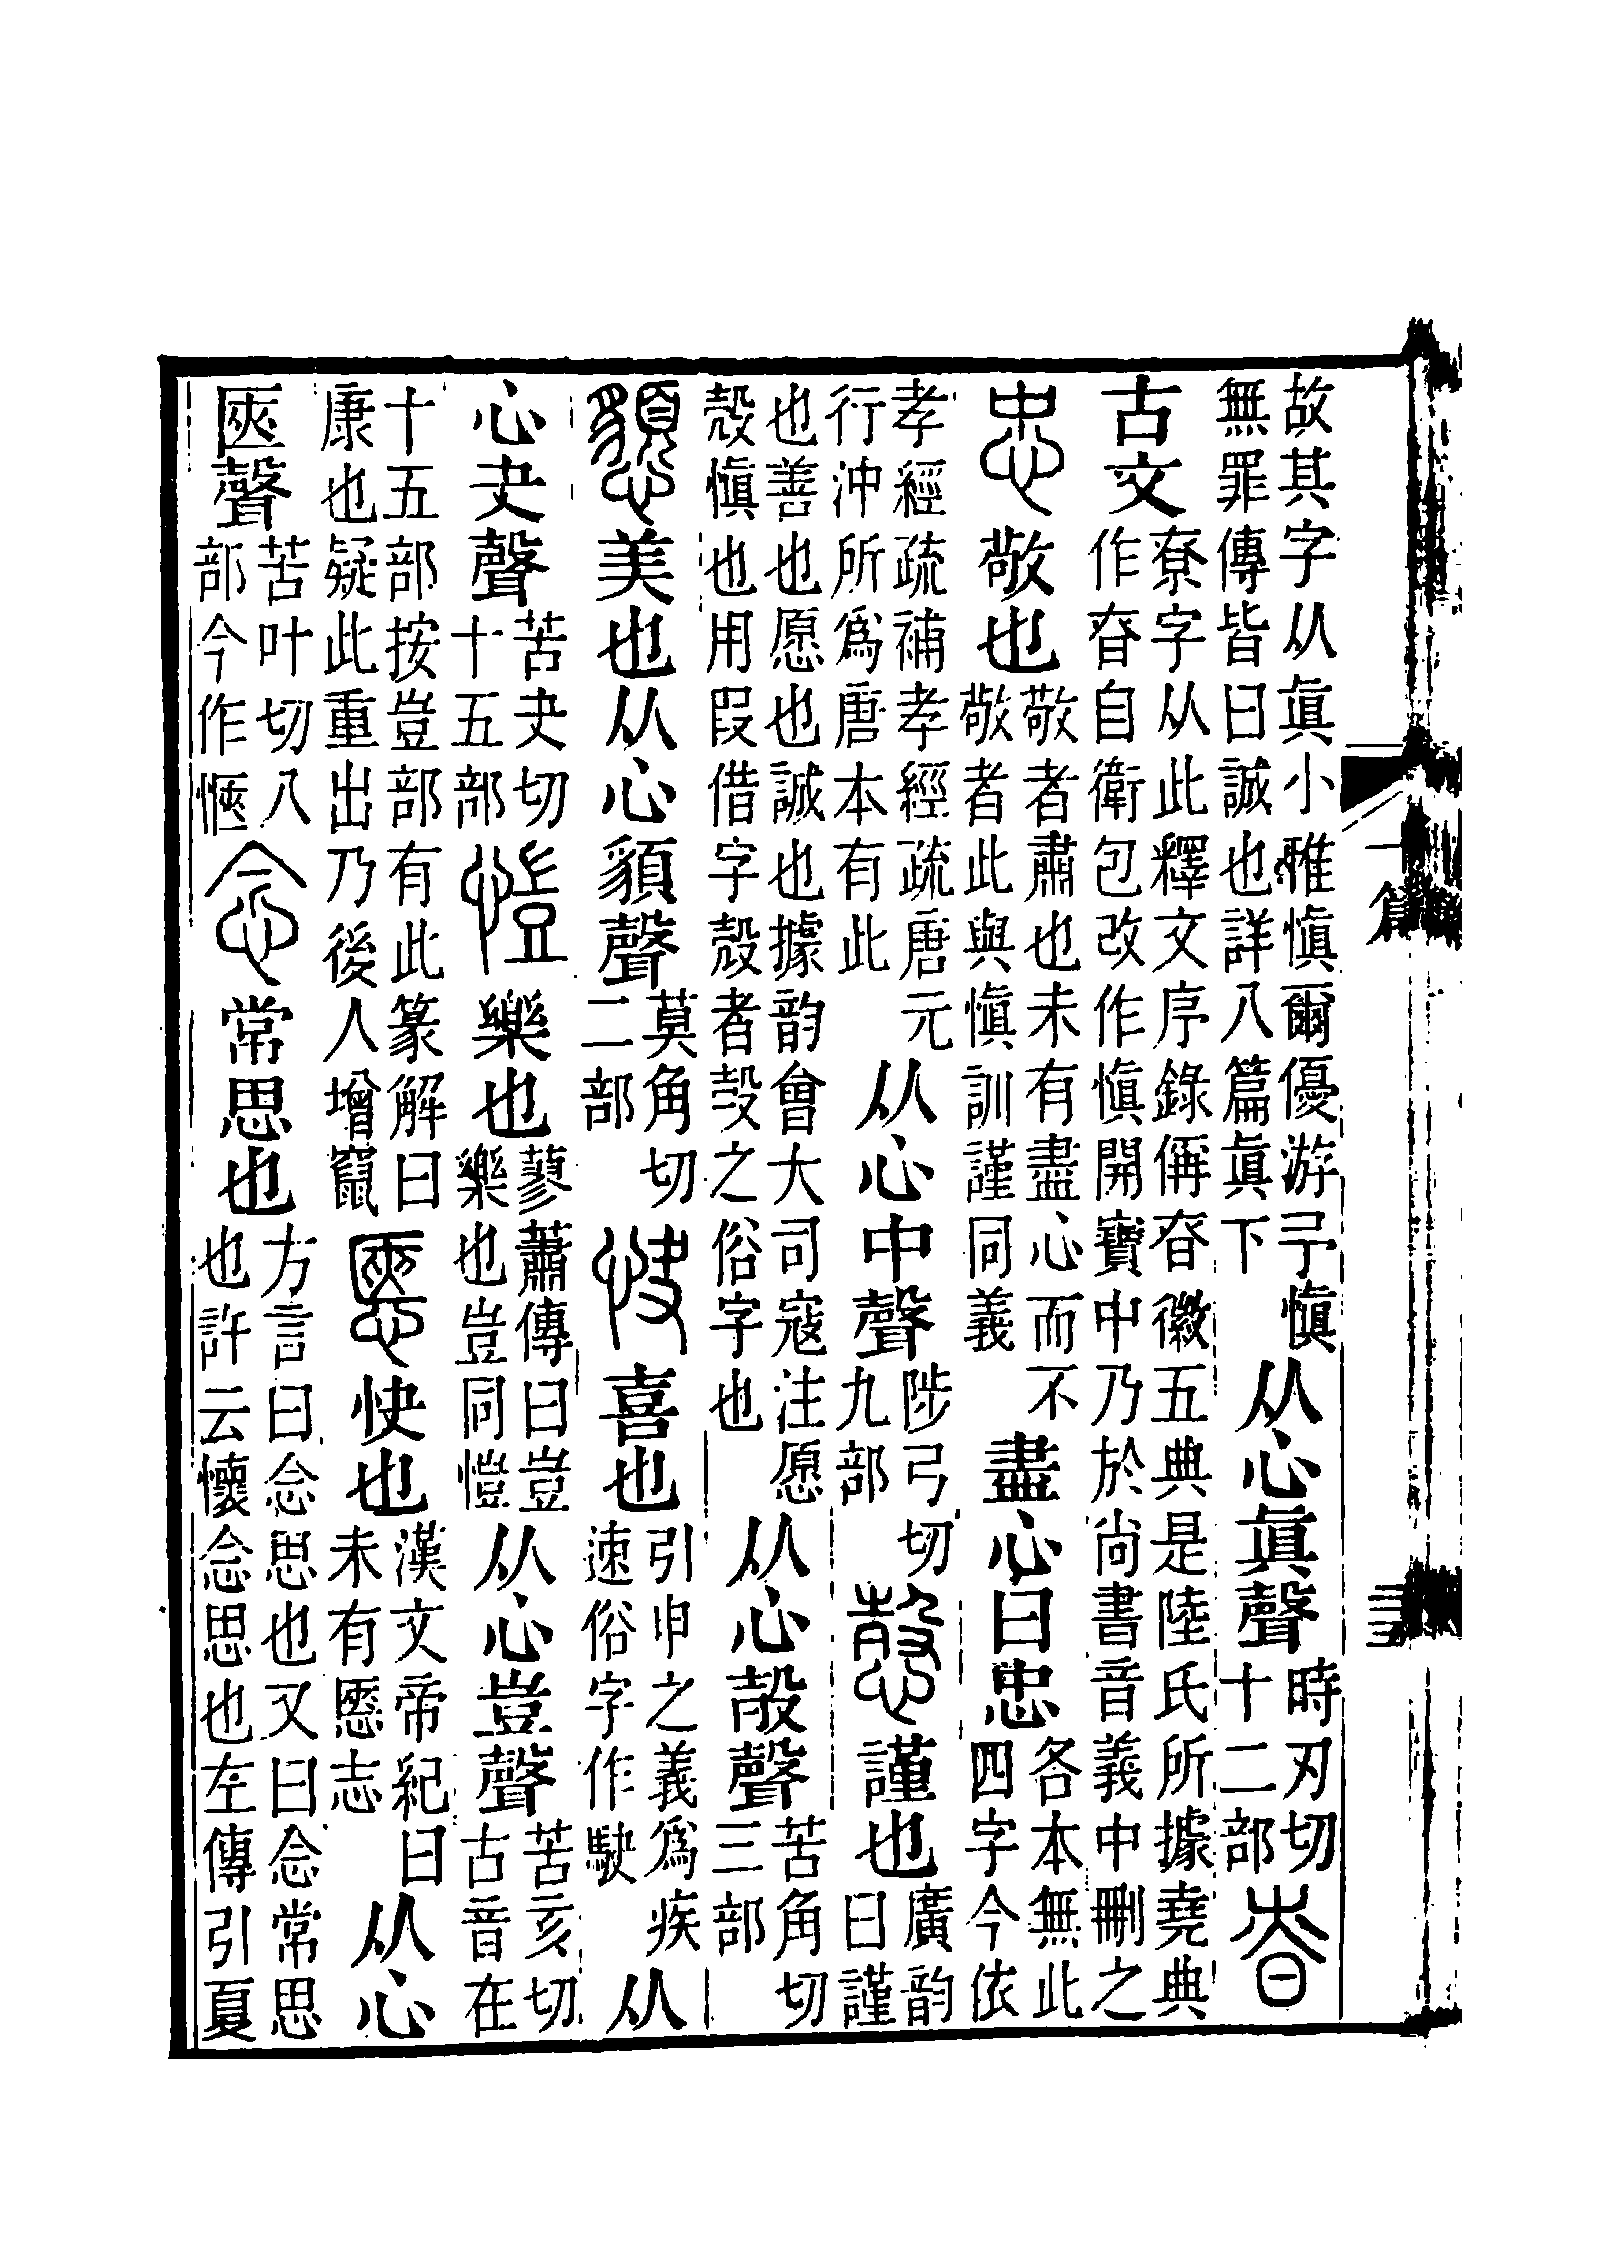 故其字从眞小雅愼爾優游予愼
無罪傳皆曰誠也詳八篇眞下
从心眞聲
時刃切
十二部
昚
古文
尞字从此釋文序錄偁昚徽五典是陸氏所據堯典
作昚自衛包改作愼開寶中乃於尚書音義中刪之
忠敬也
敬者肅也未有盡心而不
敬者此與愼訓謹同義
盡心曰忠
各本無此
四字今依
孝經疏補孝經疏唐元
行沖所爲唐本有此
从心中聲
陟弓切
九部
愨謹也
廣韵
曰謹
也善也愿也誠也據韵會大司寇注愿
殼愼也用叚借字殼者㱿之俗字也
从心㱿聲
苦角切
三部
美也从心䫉聲
莫角切
二部
快喜也
引申之義爲疾
速俗字作駃
从
心夬聲
苦夬切
十五部
愷樂也
蓼蕭傳曰豈
樂也豈同愷
从心豈聲
苦亥切
古音在
十五部按豈部有此篆解曰
康也疑此重出乃後人增竄
㥦快也
漢文帝紀曰
未有㥦志
从心
匧聲
苦叶切八
部今作愜
念常思也
方言曰念思也又曰念常思
也許云懷念思也左傳引夏